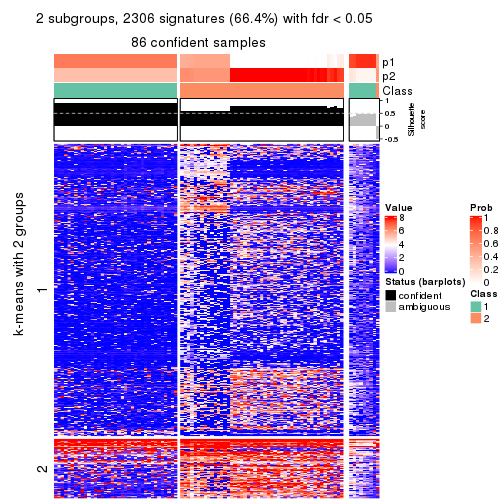 2 subgroups, 2306 signatures (66.4%) with fdr < 0.05
86 confident samples
p1
p2
Class
1
0.5
0
-0.5
Silhouette
score
k-means with 2 groups
1
2
Value
8
6
4
2
0
Status (barplots)
confident
ambiguous
Prob
1
0.8
0.6
0.4
0.2
0
Class
1
2